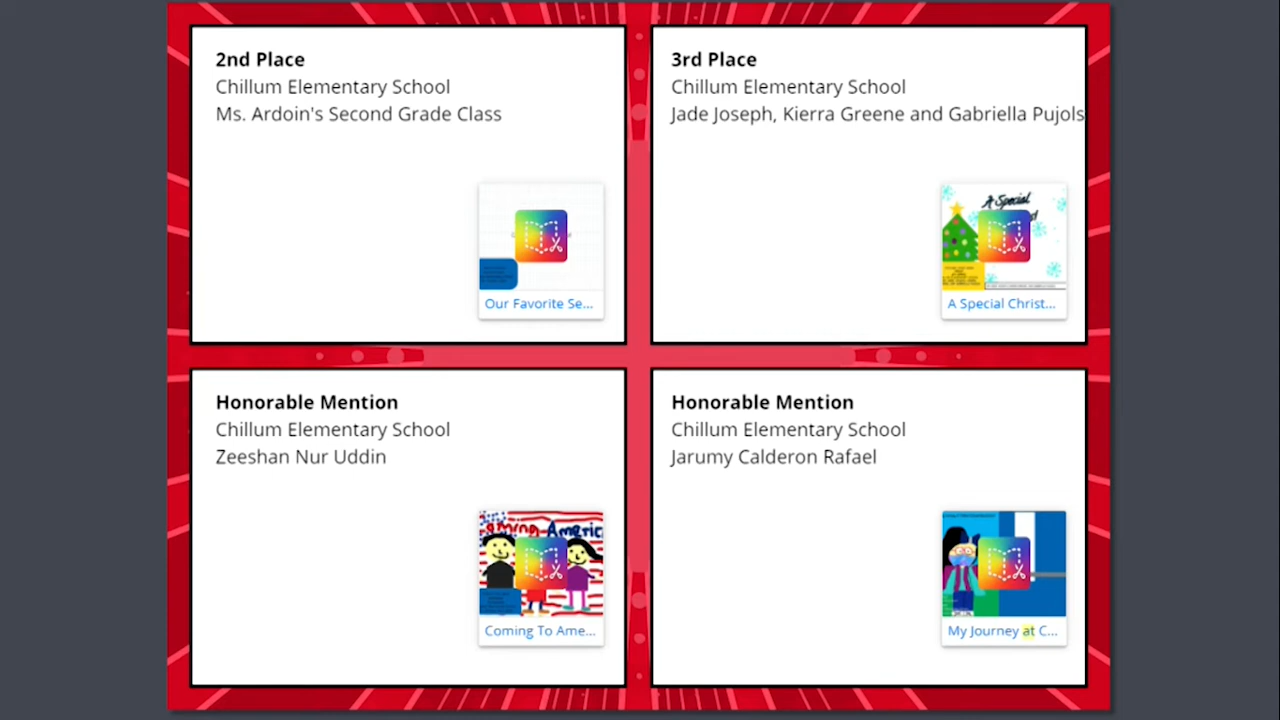 2nd Place
Chillum Elementary School
Ms. Ardoin's Second Grade Class
Our Favorite Se...
3rd Place
Chillum Elementary School
Jade Joseph, Kierra Greene and Gabriella Pujols
A Special
A Special Christ...
Honorable Mention
Chillum Elementary School
Zeeshan Nur Uddin
Coming To Ame...
Honorable Mention
Chillum Elementary School
Jarumy Calderon Rafael
My Journey at C...